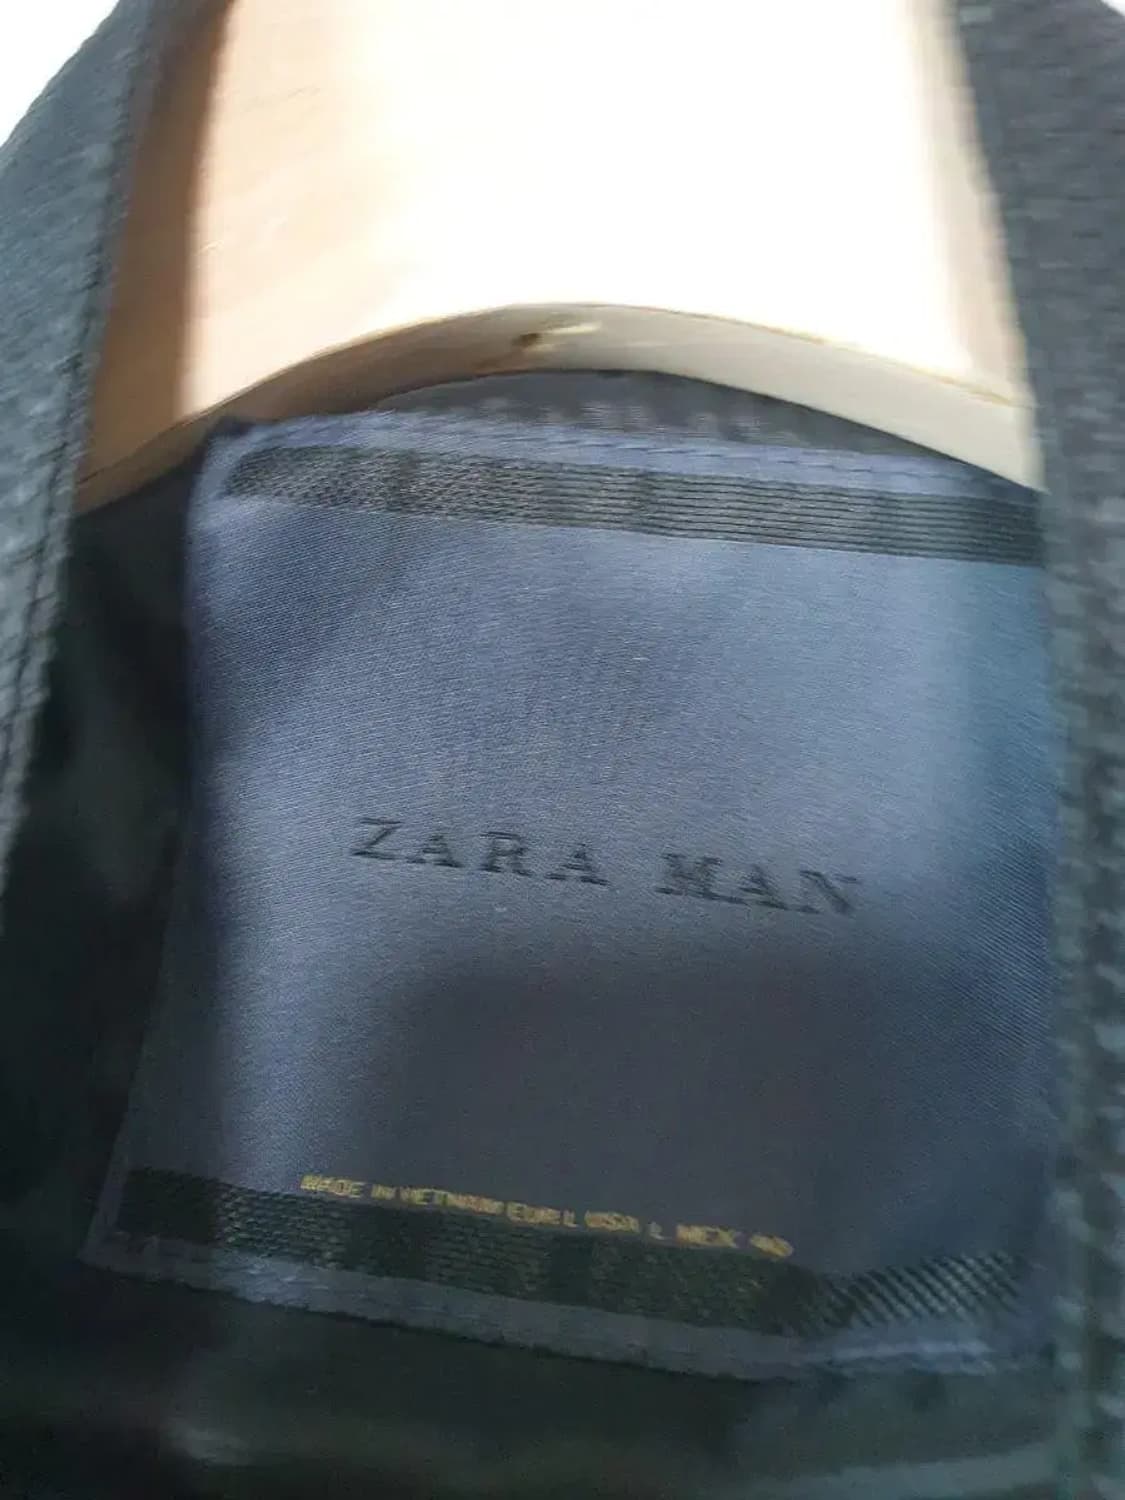 ZARA MAN
MADE IN VIETNAM EUR L USA L MEX 40